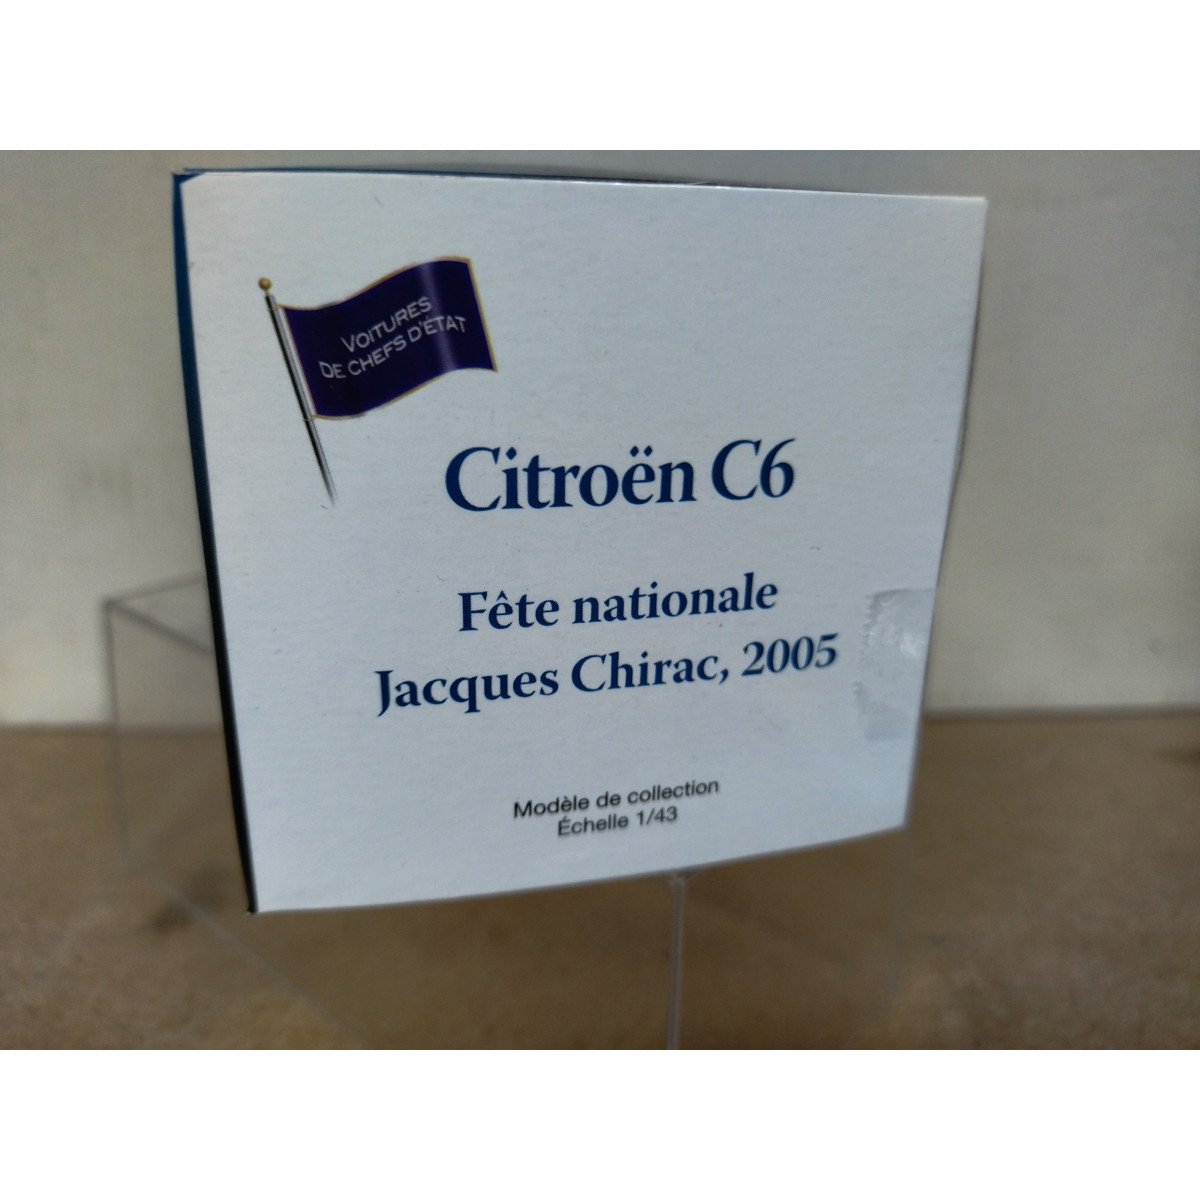 VOITURES
DE CHEFS D'ÉTAT
Citroën C6
Fête nationale
Jacques Chirac, 2005
Modèle de collection
Échelle 1/43